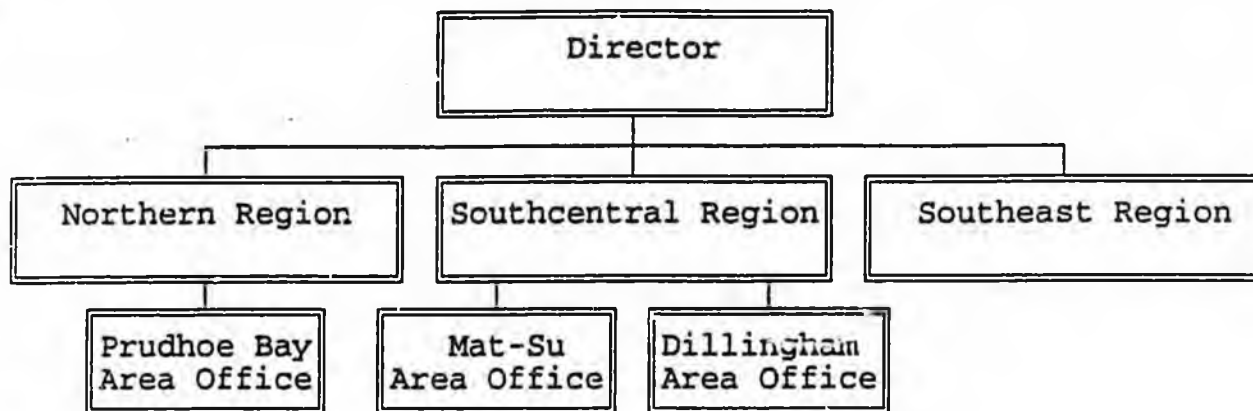 Director
Northern Region
Southcentral Region
Southeast Region
Prudhoe Bay
Area Office
Mat-Su
Area Office
Dillingham
Area Office